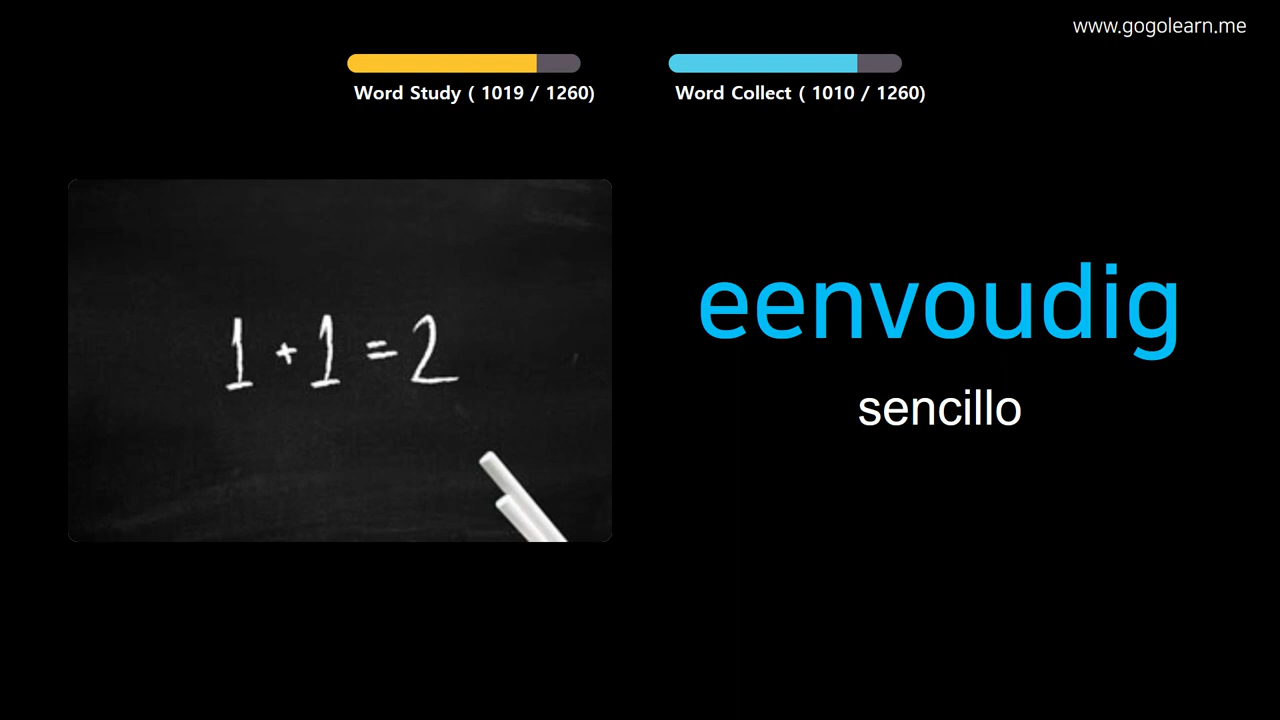 www.gogolearn.me
Word Study ( 1019 / 1260)
Word Collect ( 1010 / 1260)
1 + 1 = 2
eenvoudig
sencillo